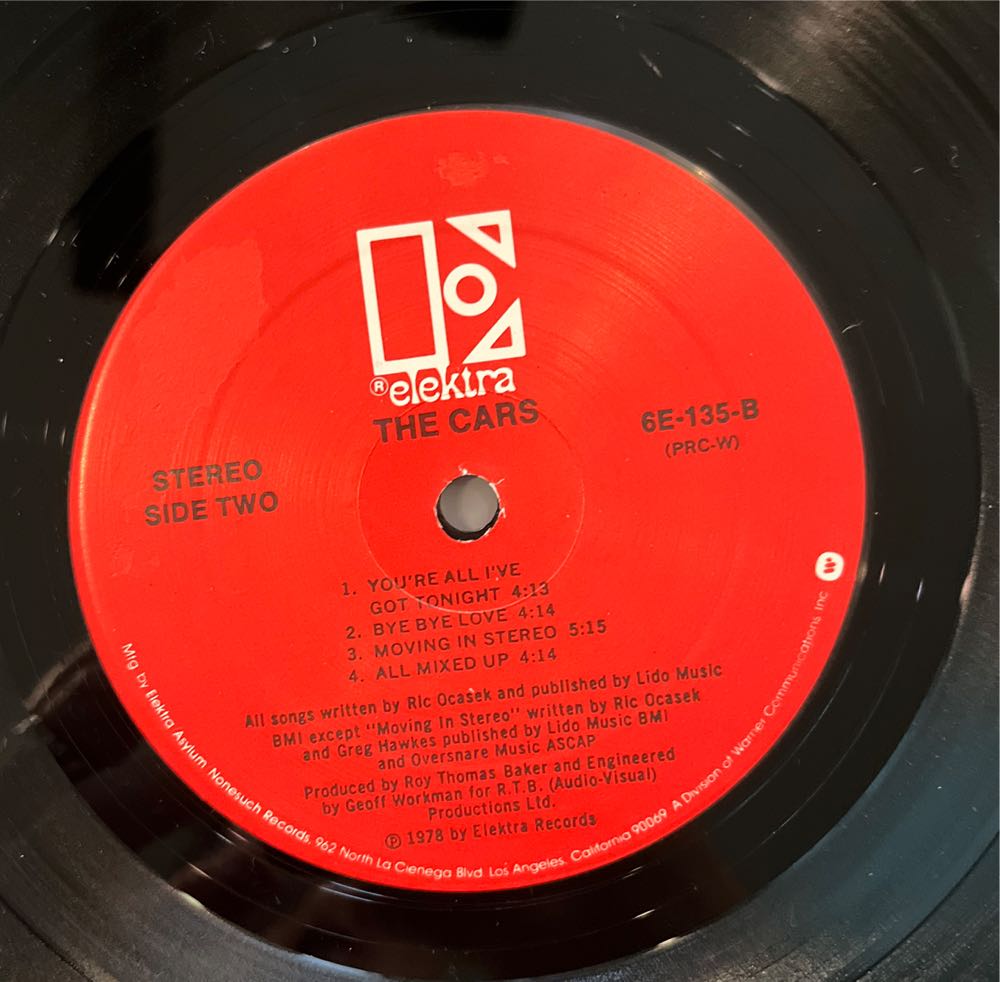 ® elektra
THE CARS
6E-135-B
(PRC-W)
STEREO
SIDE TWO
1. YOU'RE ALL I'VE
GOT TONIGHT 4:13
2. BYE BYE LOVE 4:14
3. MOVING IN STEREO 5:15
4. ALL MIXED UP 4:14
All songs written by Ric Ocasek and published by Lido Music
BMI except "Moving In Stereo" written by Ric Ocasek
and Greg Hawkes published by Lido Music BMI
and Oversnare Music ASCAP
Produced by Roy Thomas Baker and Engineered
by Geoff Workman for R.T.B. (Audio-Visual)
Productions Ltd.
℗ 1978 by Elektra Records
Mfg by Elektra Asylum Nonesuch Records, 962 North La Cienega Blvd Los Angeles, California 90069 A Division of Warner Communications Inc